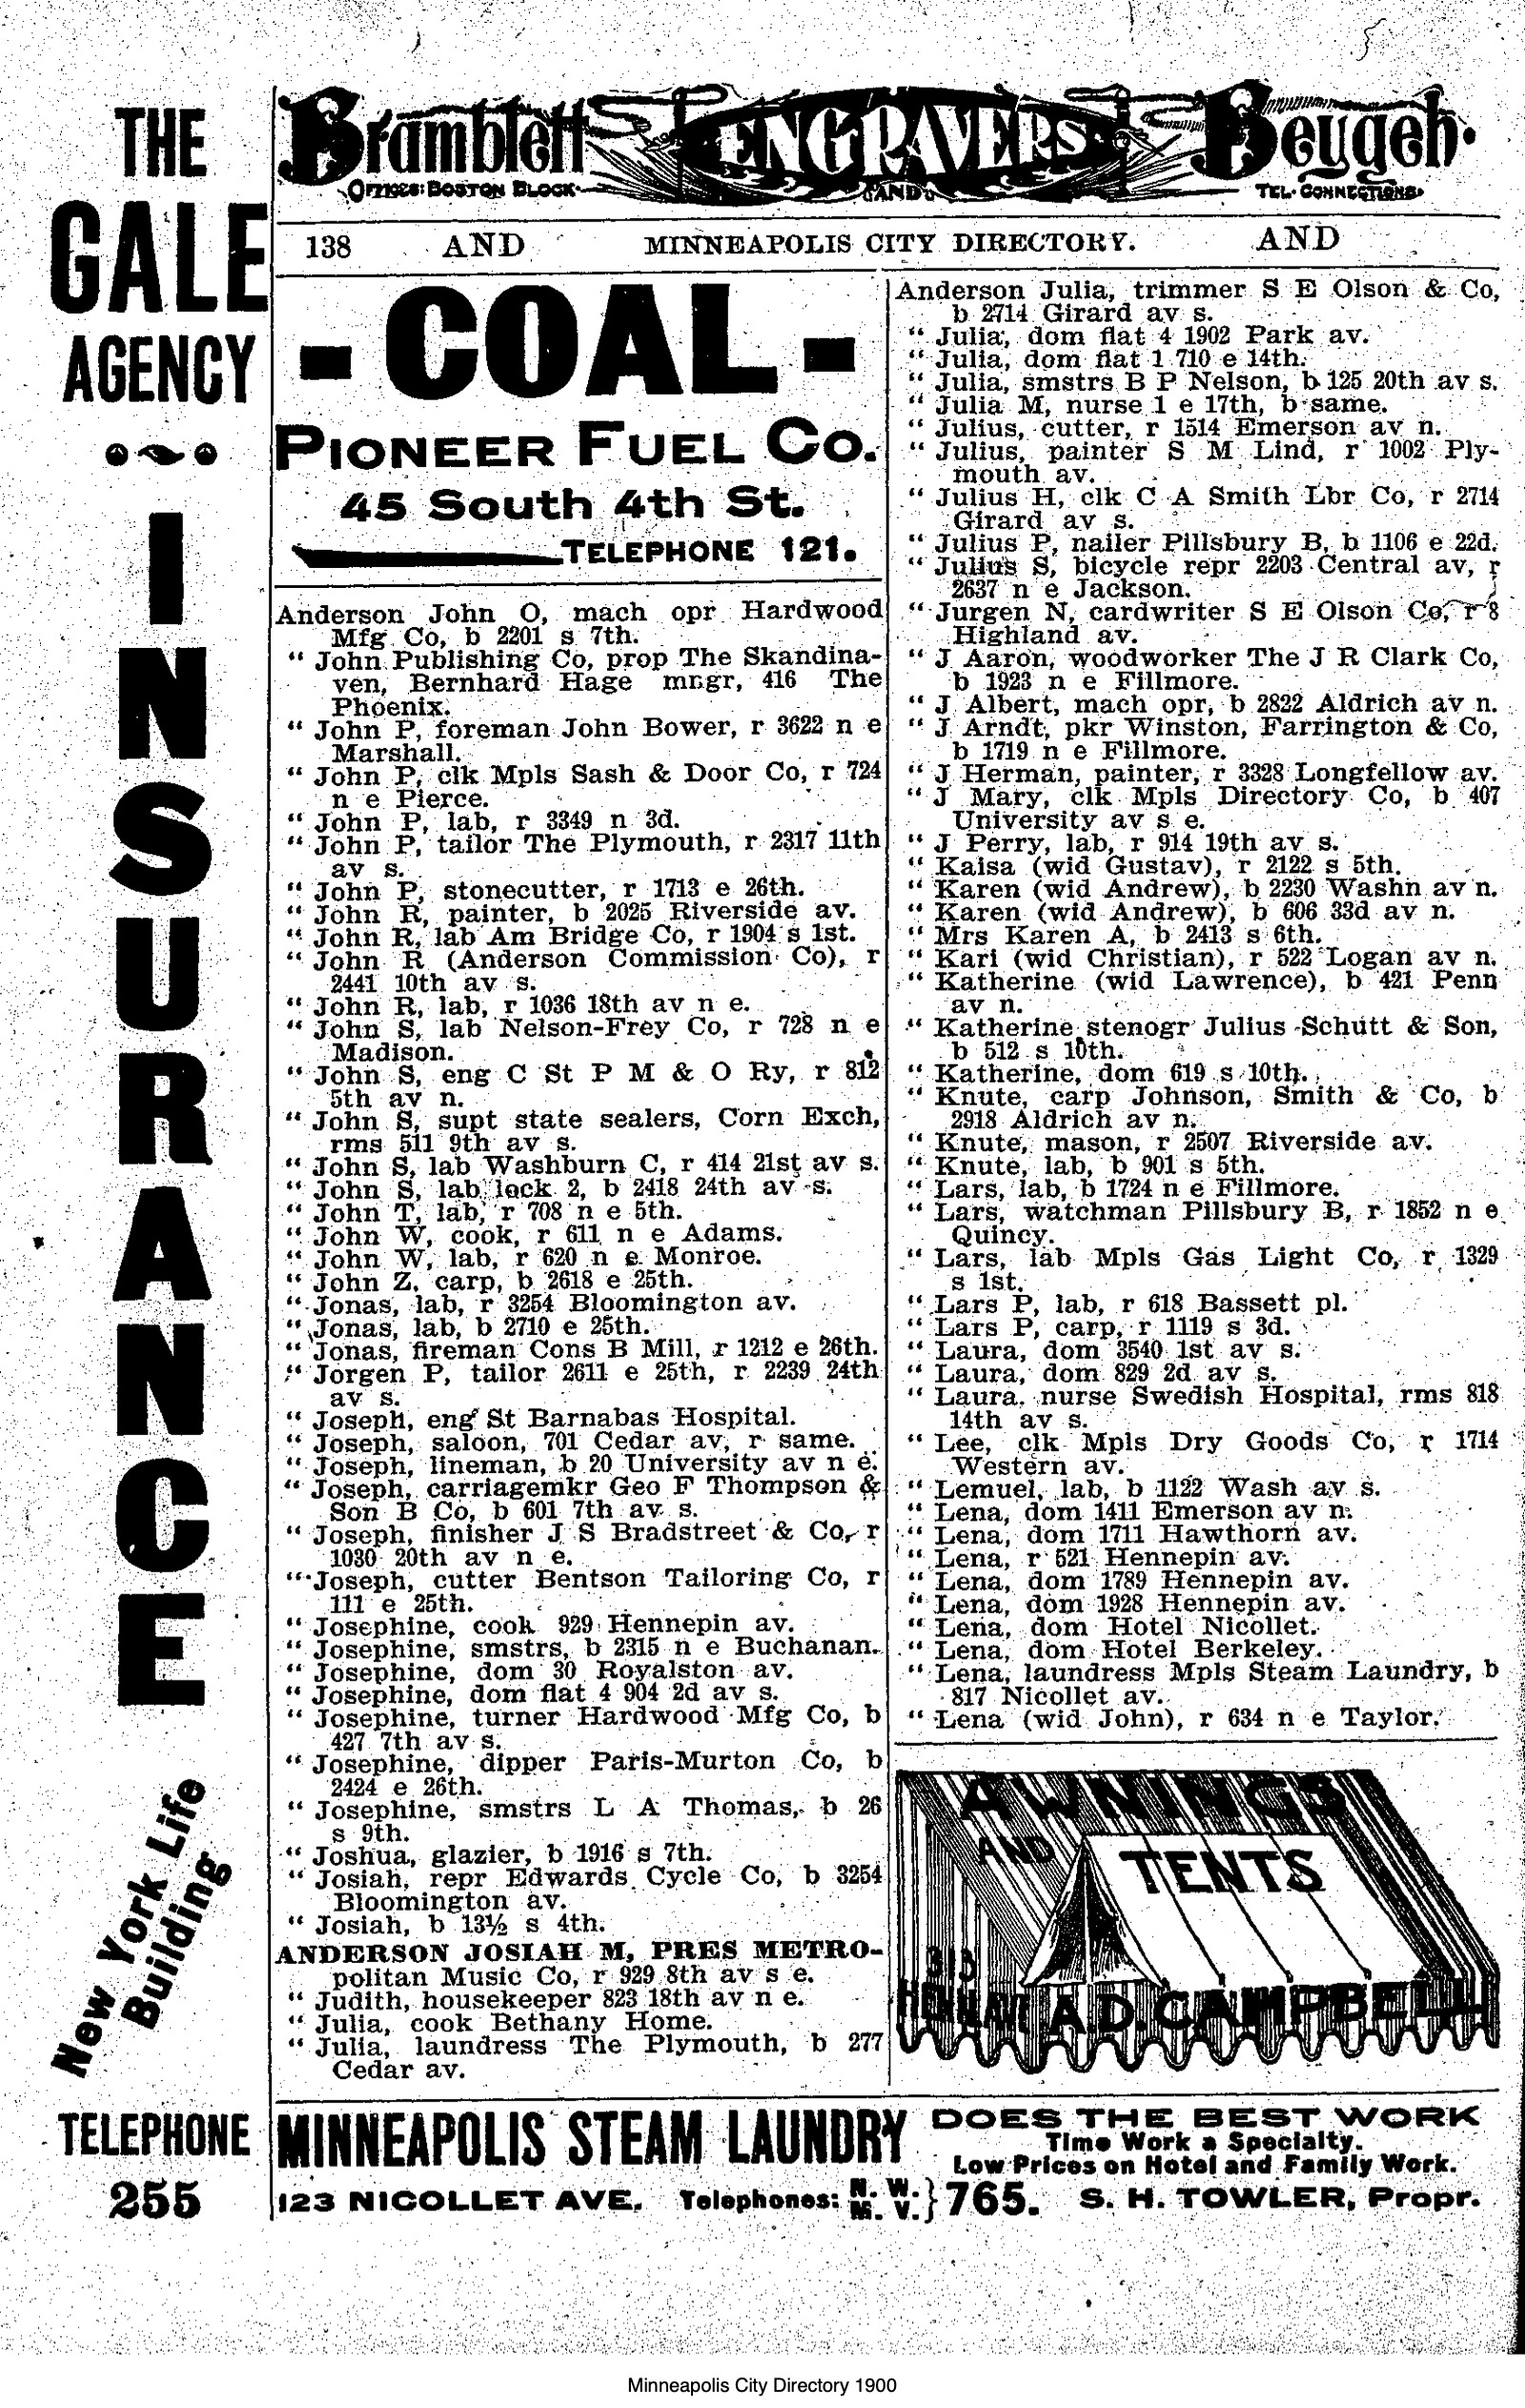 THE
GALE
AGENCY
INSURANCE
New York Life
Building
TELEPHONE
255
Bramblett ENGRAVERS Beygeh.
OFFICES: BOSTON BLOCK AND TEL. CONNECTIONS.
138 AND MINNEAPOLIS CITY DIRECTORY. AND
- COAL -
PIONEER FUEL CO.
45 South 4th St.
TELEPHONE 121.
Anderson John O, mach opr Hardwood
Mfg Co, b 2201 s 7th.
" John Publishing Co, prop The Skandina-
ven, Bernhard Hage mngr, 416 The
Phoenix.
" John P, foreman John Bower, r 3622 n e
Marshall.
" John P, clk Mpls Sash & Door Co, r 724
n e Pierce.
" John P, lab, r 3349 n 3d.
" John P, tailor The Plymouth, r 2317 11th
av s.
" John P, stonecutter, r 1713 e 26th.
" John R, painter, b 2025 Riverside av.
" John R, lab Am Bridge Co, r 1904 s 1st.
" John R (Anderson Commission Co), r
2441 10th av s.
" John R, lab, r 1036 18th av n e.
" John S, lab Nelson-Frey Co, r 728 n e
Madison.
" John S, eng C St P M & O Ry, r 812
5th av n.
" John S, supt state sealers, Corn Exch,
rms 511 9th av s.
" John S, lab Washburn C, r 414 21st av s.
" John S, lab lock 2, b 2418 24th av s.
" John T, lab, r 708 n e 5th.
" John W, cook, r 611 n e Adams.
" John W, lab, r 620 n e Monroe.
" John Z, carp, b 2618 e 25th.
" Jonas, lab, r 3254 Bloomington av.
" Jonas, lab, b 2710 e 25th.
" Jonas, fireman Cons B Mill, r 1212 e 26th.
" Jorgen P, tailor 2611 e 25th, r 2239 24th
av s.
" Joseph, eng St Barnabas Hospital.
" Joseph, saloon, 701 Cedar av, r same.
" Joseph, lineman, b 20 University av n e.
" Joseph, carriagemkr Geo F Thompson &
Son B Co, b 601 7th av s.
" Joseph, finisher J S Bradstreet & Co, r
1030 20th av n e.
" Joseph, cutter Bentson Tailoring Co, r
111 e 25th.
" Josephine, cook 929 Hennepin av.
" Josephine, smstrs, b 2315 n e Buchanan.
" Josephine, dom 30 Royalston av.
" Josephine, dom flat 4 904 2d av s.
" Josephine, turner Hardwood Mfg Co, b
427 7th av s.
" Josephine, dipper Paris-Murton Co, b
2424 e 26th.
" Josephine, smstrs L A Thomas, b 26
s 9th.
" Joshua, glazier, b 1916 s 7th.
" Josiah, repr Edwards Cycle Co, b 3254
Bloomington av.
" Josiah, b 13½ s 4th.
ANDERSON JOSIAH M, PRES METRO-
politan Music Co, r 929 8th av s e.
" Judith, housekeeper 823 18th av n e.
" Julia, cook Bethany Home.
" Julia, laundress The Plymouth, b 277
Cedar av.
Anderson Julia, trimmer S E Olson & Co,
b 2714 Girard av s.
" Julia, dom flat 4 1902 Park av.
" Julia, dom flat 1 710 e 14th.
" Julia, smstrs B P Nelson, b 125 20th av s.
" Julia M, nurse 1 e 17th, b same.
" Julius, cutter, r 1514 Emerson av n.
" Julius, painter S M Lind, r 1002 Ply-
mouth av.
" Julius H, clk C A Smith Lbr Co, r 2714
Girard av s.
" Julius P, nailer Pillsbury B, b 1106 e 22d.
" Julius S, bicycle repr 2203 Central av, r
2637 n e Jackson.
" Jurgen N, cardwriter S E Olson Co, r 8
Highland av.
" J Aaron, woodworker The J R Clark Co,
b 1923 n e Fillmore.
" J Albert, mach opr, b 2822 Aldrich av n.
" J Arndt, pkr Winston, Farrington & Co,
b 1719 n e Fillmore.
" J Herman, painter, r 3328 Longfellow av.
" J Mary, clk Mpls Directory Co, b 407
University av s e.
" J Perry, lab, r 914 19th av s.
" Kaisa (wid Gustav), r 2122 s 5th.
" Karen (wid Andrew), b 2230 Washn av n.
" Karen (wid Andrew), b 606 33d av n.
" Mrs Karen A, b 2413 s 6th.
" Kari (wid Christian), r 522 Logan av n.
" Katherine (wid Lawrence), b 421 Penn
av n.
" Katherine, stenogr Julius Schutt & Son,
b 512 s 10th.
" Katherine, dom 619 s 10th.
" Knute, carp Johnson, Smith & Co, b
2918 Aldrich av n.
" Knute, mason, r 2507 Riverside av.
" Knute, lab, b 901 s 5th.
" Lars, lab, b 1724 n e Fillmore.
" Lars, watchman Pillsbury B, r 1852 n e
Quincy.
" Lars, lab Mpls Gas Light Co, r 1329
s 1st.
" Lars P, lab, r 618 Bassett pl.
" Lars P, carp, r 1119 s 3d.
" Laura, dom 3540 1st av s.
" Laura, dom 829 2d av s.
" Laura, nurse Swedish Hospital, rms 818
14th av s.
" Lee, clk Mpls Dry Goods Co, r 1714
Western av.
" Lemuel, lab, b 1122 Wash av s.
" Lena, dom 1411 Emerson av n.
" Lena, dom 1711 Hawthorn av.
" Lena, r 521 Hennepin av.
" Lena, dom 1789 Hennepin av.
" Lena, dom 1928 Hennepin av.
" Lena, dom Hotel Nicollet.
" Lena, dom Hotel Berkeley.
" Lena, laundress Mpls Steam Laundry, b
817 Nicollet av.
" Lena (wid John), r 634 n e Taylor.
AWNINGS
AND TENTS
313
HENN AVE A.D. CAMPBELL
MINNEAPOLIS STEAM LAUNDRY
123 NICOLLET AVE. Telephones: N. W. M. V. } 765.
DOES THE BEST WORK
Time Work a Specialty.
Low Prices on Hotel and Family Work.
S. H. TOWLER, Propr.
Minneapolis City Directory 1900